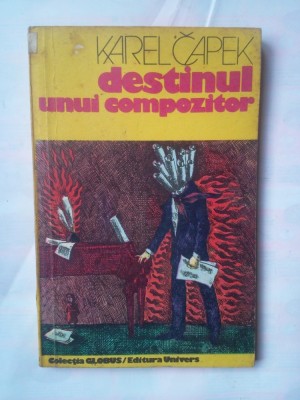 KAREL ČAPEK
destinul
unui compozitor
Colecția GLOBUS/Editura Univers